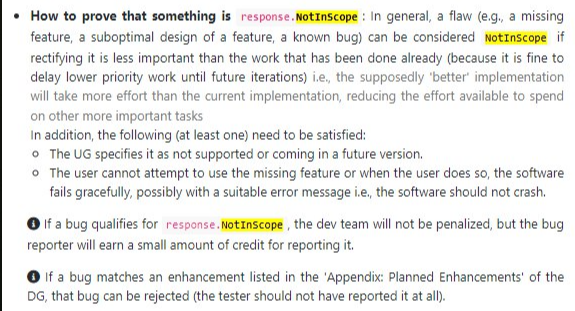 • How to prove that something is response.NotInScope : In general, a flaw (e.g., a missing
feature, a suboptimal design of a feature, a known bug) can be considered NotInScope if
rectifying it is less important than the work that has been done already (because it is fine to
delay lower priority work until future iterations) i.e., the supposedly 'better' implementation
will take more effort than the current implementation, reducing the effort available to spend
on other more important tasks
In addition, the following (at least one) need to be satisfied:
○ The UG specifies it as not supported or coming in a future version.
○ The user cannot attempt to use the missing feature or when the user does so, the software
fails gracefully, possibly with a suitable error message i.e., the software should not crash.
If a bug qualifies for response.NotInScope , the dev team will not be penalized, but the bug
reporter will earn a small amount of credit for reporting it.
If a bug matches an enhancement listed in the 'Appendix: Planned Enhancements' of the
DG, that bug can be rejected (the tester should not have reported it at all).